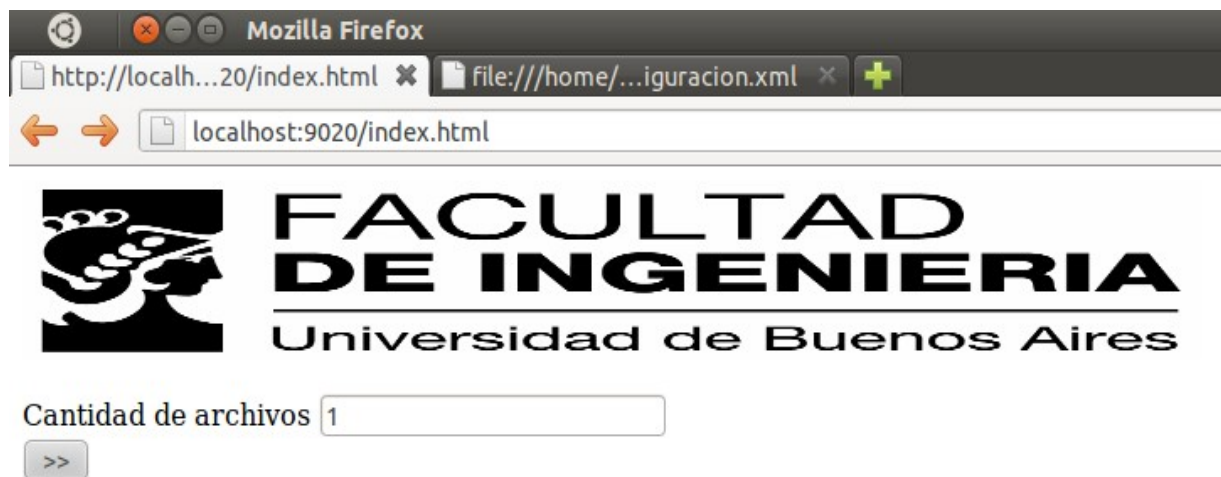 Mozilla Firefox
http://localh...20/index.html file:///home/...iguracion.xml
localhost:9020/index.html
FACULTAD
DE INGENIERIA
Universidad de Buenos Aires
Cantidad de archivos 1
>>